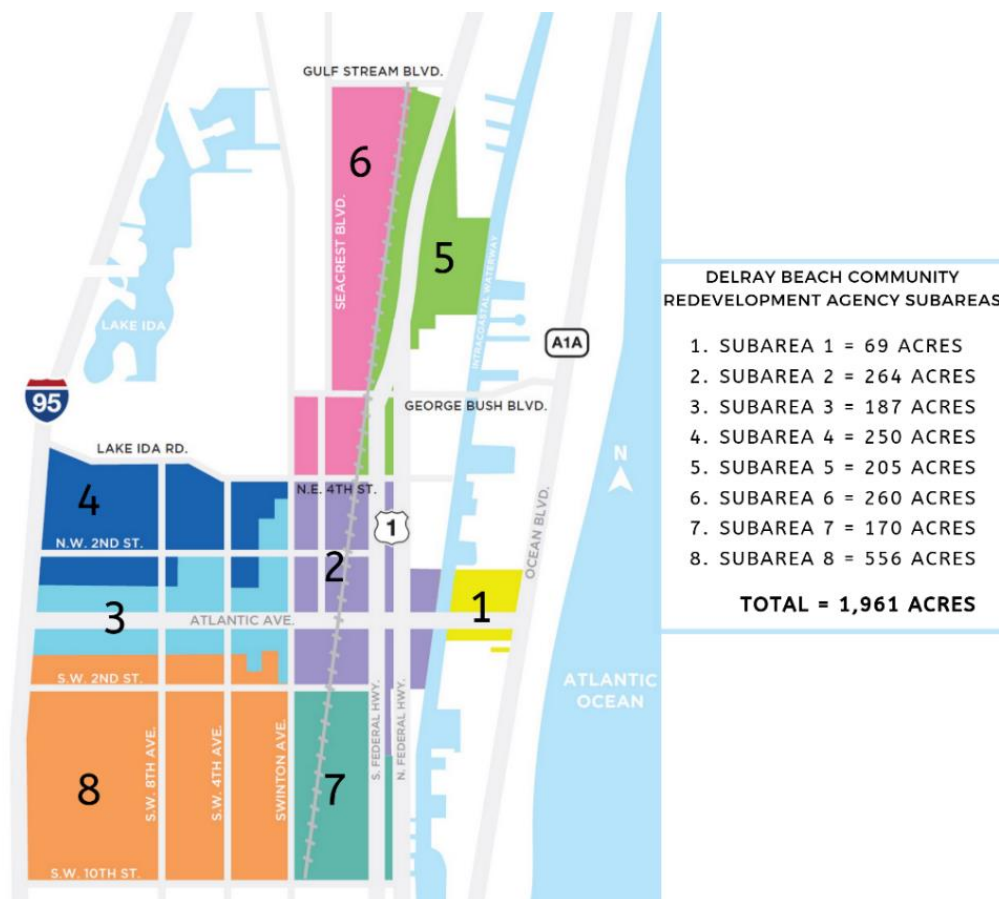 GULF STREAM BLVD.
6
SEACREST BLVD.
5
INTRACOASTAL WATERWAY
LAKE IDA
A1A
95
GEORGE BUSH BLVD.
LAKE IDA RD.
N
N.E. 4TH ST.
4
1
OCEAN BLVD.
N.W. 2ND ST.
2
3
ATLANTIC AVE.
1
S.W. 2ND ST.
ATLANTIC
OCEAN
S.W. 8TH AVE.
S.W. 4TH AVE.
SWINTON AVE.
S. FEDERAL HWY.
N. FEDERAL HWY.
8
7
S.W. 10TH ST.
DELRAY BEACH COMMUNITY
REDEVELOPMENT AGENCY SUBAREAS
1. SUBAREA 1 = 69 ACRES
2. SUBAREA 2 = 264 ACRES
3. SUBAREA 3 = 187 ACRES
4. SUBAREA 4 = 250 ACRES
5. SUBAREA 5 = 205 ACRES
6. SUBAREA 6 = 260 ACRES
7. SUBAREA 7 = 170 ACRES
8. SUBAREA 8 = 556 ACRES
TOTAL = 1,961 ACRES